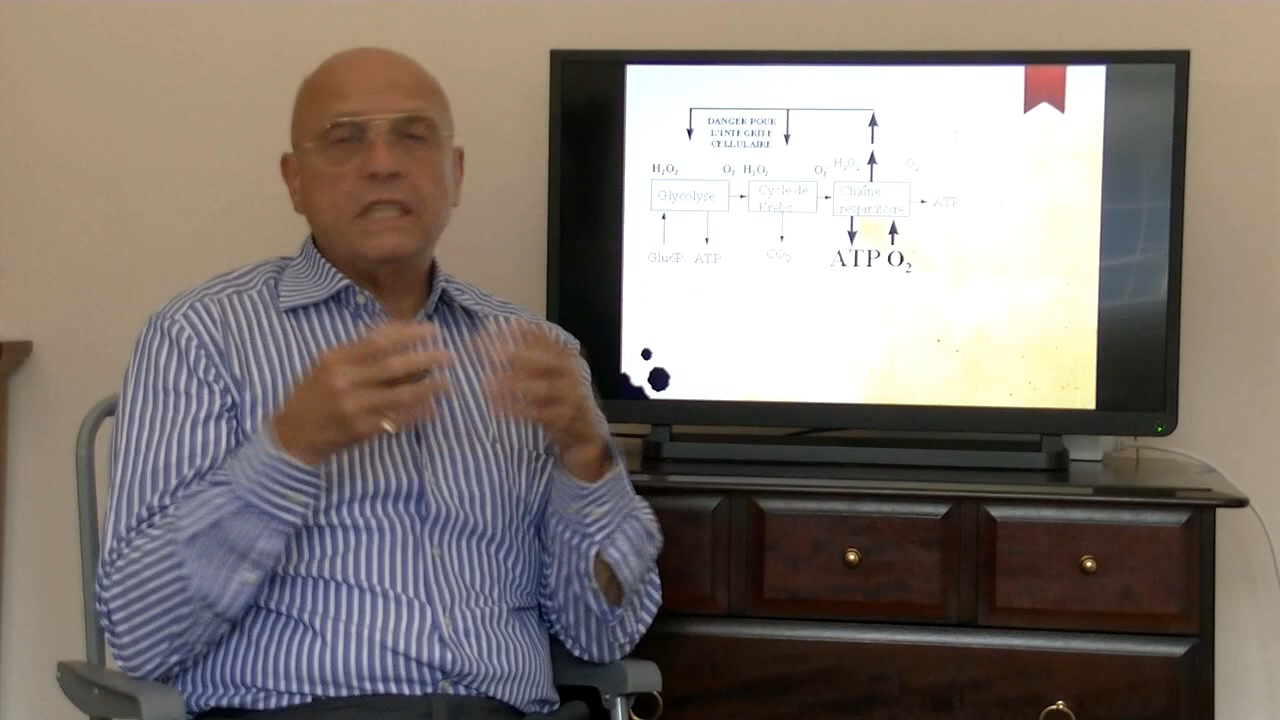 DANGER POUR
L'INTEGRITE
CELLULAIRE
H₂O₂ O₂ H₂O₂ O₂ H₂O₂ O₂
Glycolyse Cycle de Krebs Chaîne respiratoire ATP
Glu6P ATP CO₂ ATP O₂